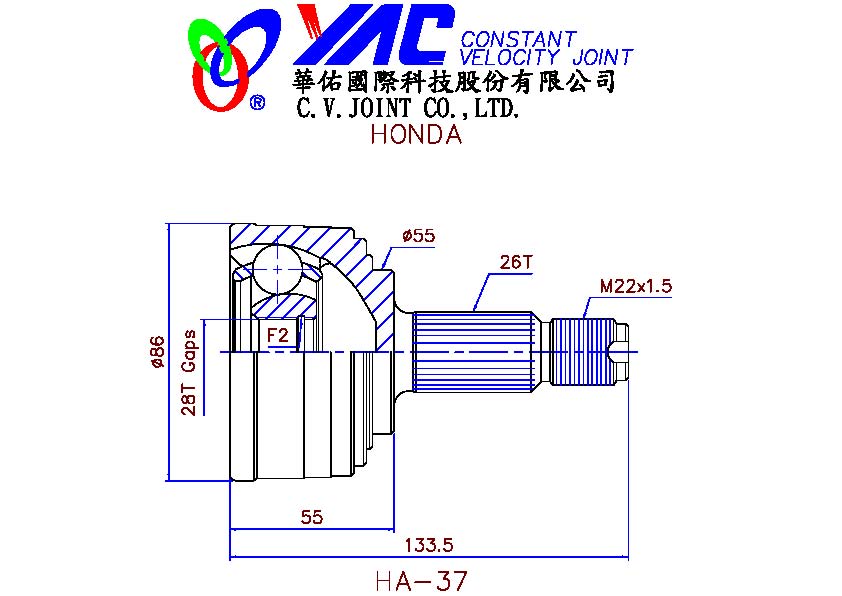 YAC CONSTANT
VELOCITY JOINT
華佑國際科技股份有限公司
®
C.V.JOINT CO.,LTD.
HONDA
ø55
26T
M22x1.5
F2
ø86
28T Gaps
55
133.5
HA-37